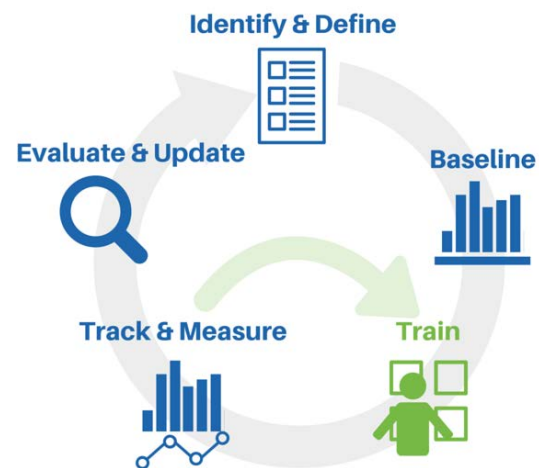 Identify & Define
Evaluate & Update
Baseline
Track & Measure
Train